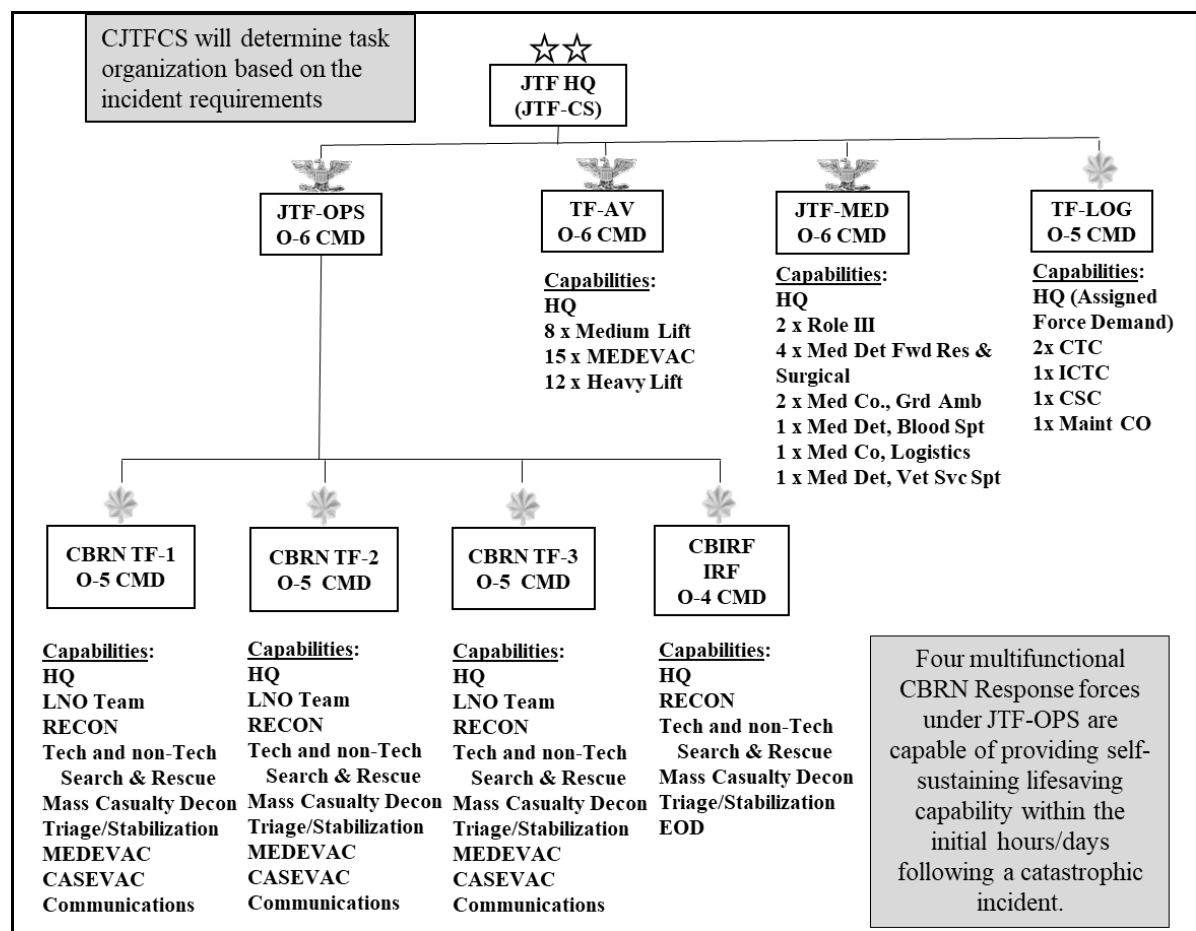 CJTFCS will determine task
organization based on the
incident requirements
JTF HQ
(JTF-CS)
JTF-OPS
O-6 CMD
TF-AV
O-6 CMD
Capabilities:
HQ
8 x Medium Lift
15 x MEDEVAC
12 x Heavy Lift
JTF-MED
O-6 CMD
Capabilities:
HQ
2 x Role III
4 x Med Det Fwd Res &
Surgical
2 x Med Co., Grd Amb
1 x Med Det, Blood Spt
1 x Med Co, Logistics
1 x Med Det, Vet Svc Spt
TF-LOG
O-5 CMD
Capabilities:
HQ (Assigned
Force Demand)
2x CTC
1x ICTC
1x CSC
1x Maint CO
CBRN TF-1
O-5 CMD
Capabilities:
HQ
LNO Team
RECON
Tech and non-Tech
Search & Rescue
Mass Casualty Decon
Triage/Stabilization
MEDEVAC
CASEVAC
Communications
CBRN TF-2
O-5 CMD
Capabilities:
HQ
LNO Team
RECON
Tech and non-Tech
Search & Rescue
Mass Casualty Decon
Triage/Stabilization
MEDEVAC
CASEVAC
Communications
CBRN TF-3
O-5 CMD
Capabilities:
HQ
LNO Team
RECON
Tech and non-Tech
Search & Rescue
Mass Casualty Decon
Triage/Stabilization
MEDEVAC
CASEVAC
Communications
CBIRF
IRF
O-4 CMD
Capabilities:
HQ
RECON
Tech and non-Tech
Search & Rescue
Mass Casualty Decon
Triage/Stabilization
EOD
Four multifunctional
CBRN Response forces
under JTF-OPS are
capable of providing self-
sustaining lifesaving
capability within the
initial hours/days
following a catastrophic
incident.